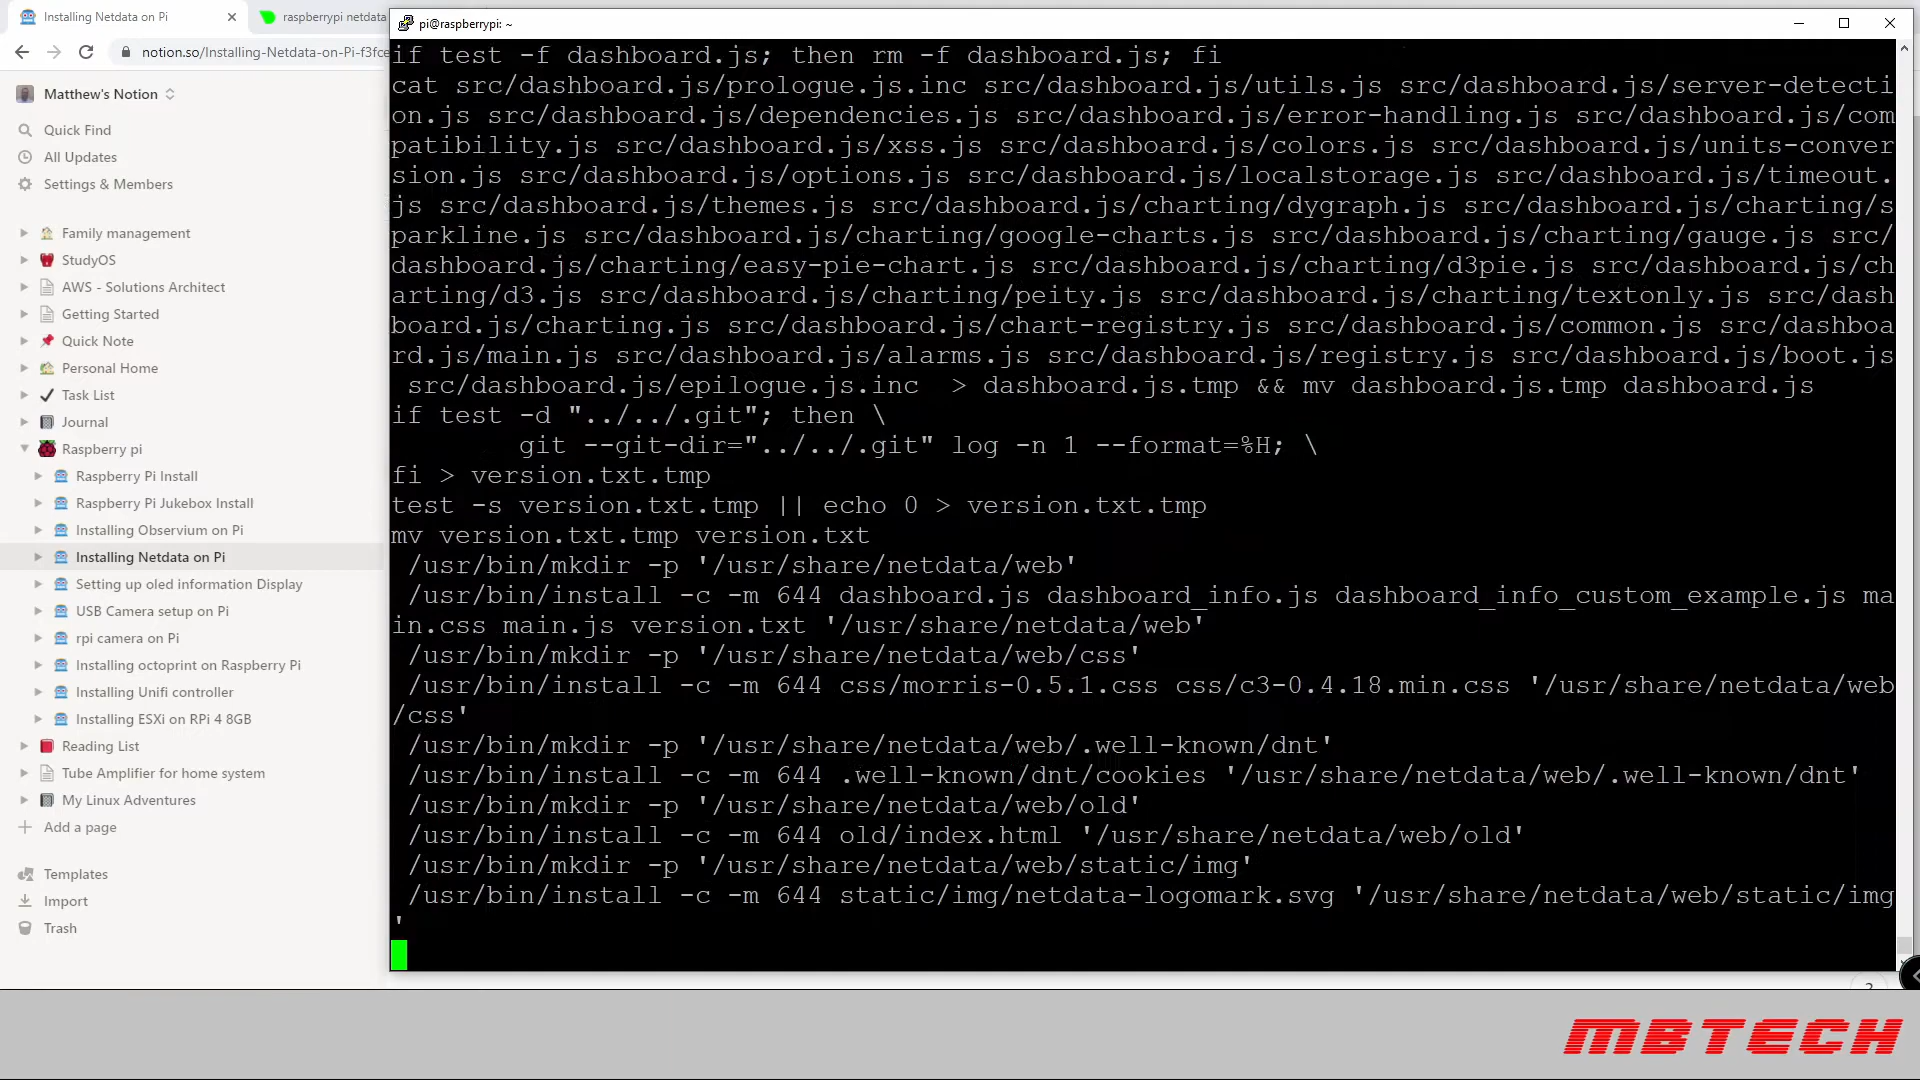 Installing Netdata on Pi
raspberrypi netdata
notion.so/Installing-Netdata-on-Pi-f3fce
Matthew's Notion
Quick Find
All Updates
Settings & Members
Family management
StudyOS
AWS - Solutions Architect
Getting Started
Quick Note
Personal Home
Task List
Journal
Raspberry pi
Raspberry Pi Install
Raspberry Pi Jukebox Install
Installing Observium on Pi
Installing Netdata on Pi
Setting up oled information Display
USB Camera setup on Pi
rpi camera on Pi
Installing octoprint on Raspberry Pi
Installing Unifi controller
Installing ESXi on RPi 4 8GB
Reading List
Tube Amplifier for home system
My Linux Adventures
Add a page
Templates
Import
Trash
pi@raspberrypi: ~
if test -f dashboard.js; then rm -f dashboard.js; fi
cat src/dashboard.js/prologue.js.inc src/dashboard.js/utils.js src/dashboard.js/server-detecti
on.js src/dashboard.js/dependencies.js src/dashboard.js/error-handling.js src/dashboard.js/com
patibility.js src/dashboard.js/xss.js src/dashboard.js/colors.js src/dashboard.js/units-conver
sion.js src/dashboard.js/options.js src/dashboard.js/localstorage.js src/dashboard.js/timeout.
js src/dashboard.js/themes.js src/dashboard.js/charting/dygraph.js src/dashboard.js/charting/s
parkline.js src/dashboard.js/charting/google-charts.js src/dashboard.js/charting/gauge.js src/
dashboard.js/charting/easy-pie-chart.js src/dashboard.js/charting/d3pie.js src/dashboard.js/ch
arting/d3.js src/dashboard.js/charting/peity.js src/dashboard.js/charting/textonly.js src/dash
board.js/charting.js src/dashboard.js/chart-registry.js src/dashboard.js/common.js src/dashboa
rd.js/main.js src/dashboard.js/alarms.js src/dashboard.js/registry.js src/dashboard.js/boot.js
 src/dashboard.js/epilogue.js.inc  > dashboard.js.tmp && mv dashboard.js.tmp dashboard.js
if test -d "../../.git"; then \
        git --git-dir="../../.git" log -n 1 --format=%H; \
fi > version.txt.tmp
test -s version.txt.tmp || echo 0 > version.txt.tmp
mv version.txt.tmp version.txt
 /usr/bin/mkdir -p '/usr/share/netdata/web'
 /usr/bin/install -c -m 644 dashboard.js dashboard_info.js dashboard_info_custom_example.js ma
in.css main.js version.txt '/usr/share/netdata/web'
 /usr/bin/mkdir -p '/usr/share/netdata/web/css'
 /usr/bin/install -c -m 644 css/morris-0.5.1.css css/c3-0.4.18.min.css '/usr/share/netdata/web
/css'
 /usr/bin/mkdir -p '/usr/share/netdata/web/.well-known/dnt'
 /usr/bin/install -c -m 644 .well-known/dnt/cookies '/usr/share/netdata/web/.well-known/dnt'
 /usr/bin/mkdir -p '/usr/share/netdata/web/old'
 /usr/bin/install -c -m 644 old/index.html '/usr/share/netdata/web/old'
 /usr/bin/mkdir -p '/usr/share/netdata/web/static/img'
 /usr/bin/install -c -m 644 static/img/netdata-logomark.svg '/usr/share/netdata/web/static/img
'
MBTECH